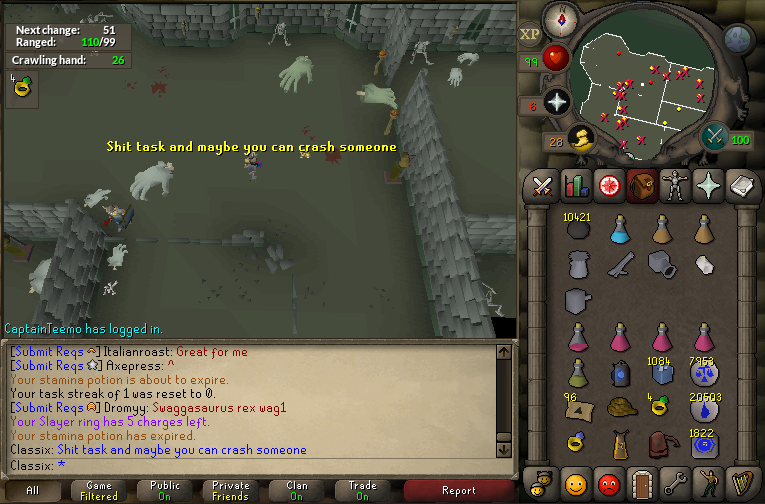 Next change: 51
Ranged: 110/99
Crawling hand: 26
4
Shit task and maybe you can crash someone
CaptainTeemo has logged in.
[Submit Reqs] Italianroast: Great for me
[Submit Reqs] Axepress: ^
Your stamina potion is about to expire.
Your task streak of 1 was reset to 0.
[Submit Reqs] Dromyy: Swaggasaurus rex wag1
Your Slayer ring has 5 charges left.
Your stamina potion has expired.
Classix: Shit task and maybe you can crash someone
Classix: *
All
Game
Filtered
Public
On
Private
Friends
Clan
On
Trade
On
Report
XP
99
6
28
100
10421
1084
7953
96
4
20503
1822